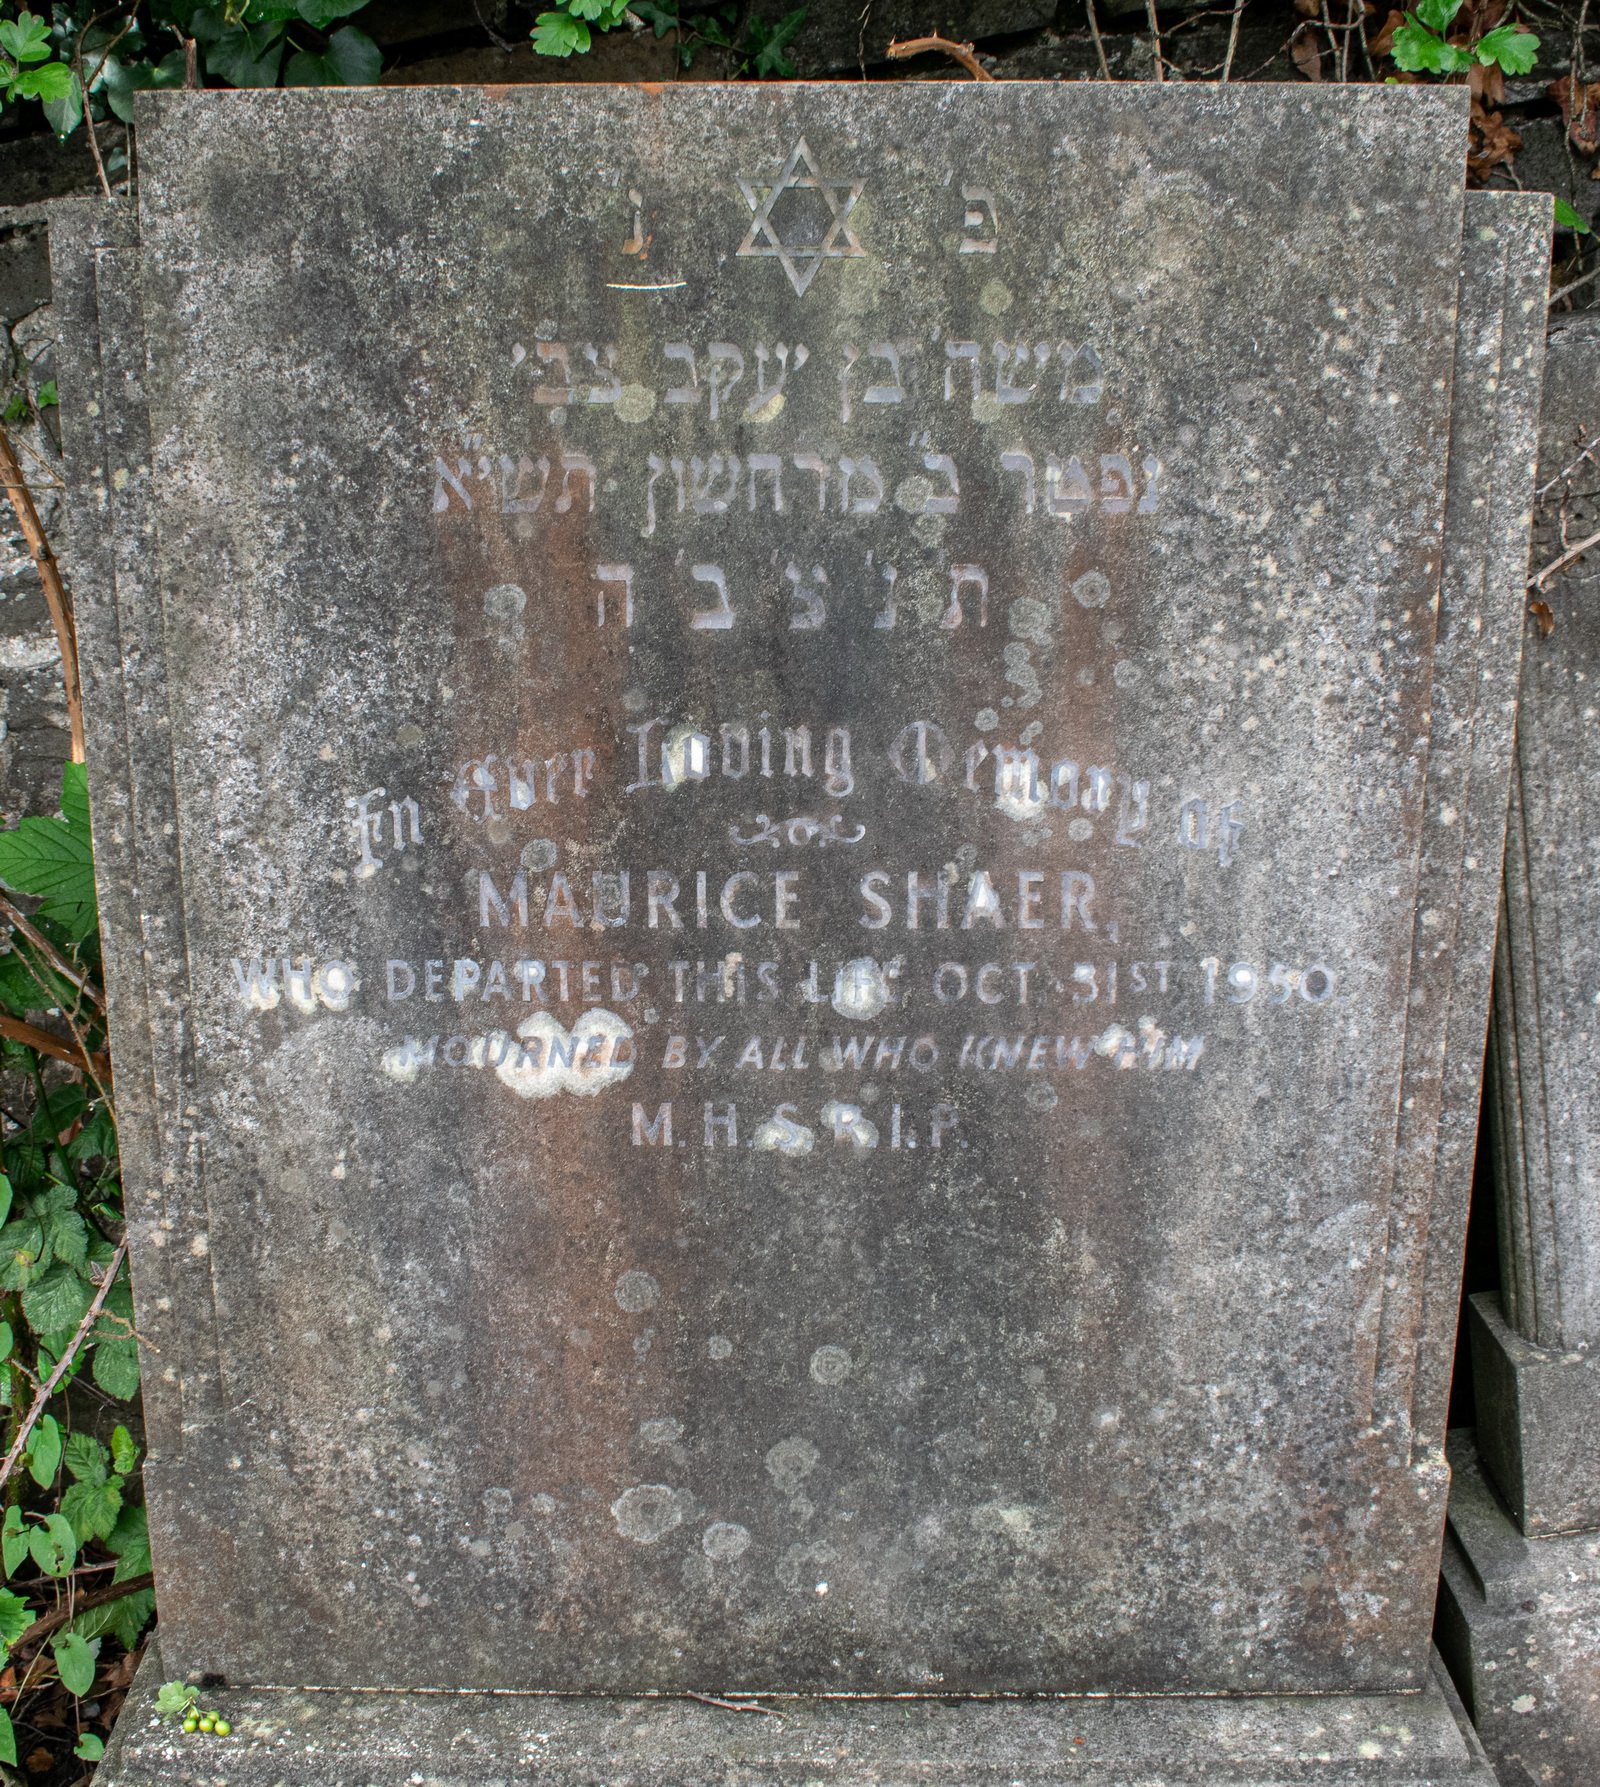 פ׳ נ׳
משה׳ בן יעקב צבי
נפטר כ״ מרחשון תשי״א
ת׳ נ׳ צ׳ ב׳ ה
In Ever Loving Memory of
MAURICE SHAER,
WHO DEPARTED THIS LIFE OCT 31ST 1950
MOURNED BY ALL WHO KNEW HIM
M.H.S.R.I.P.